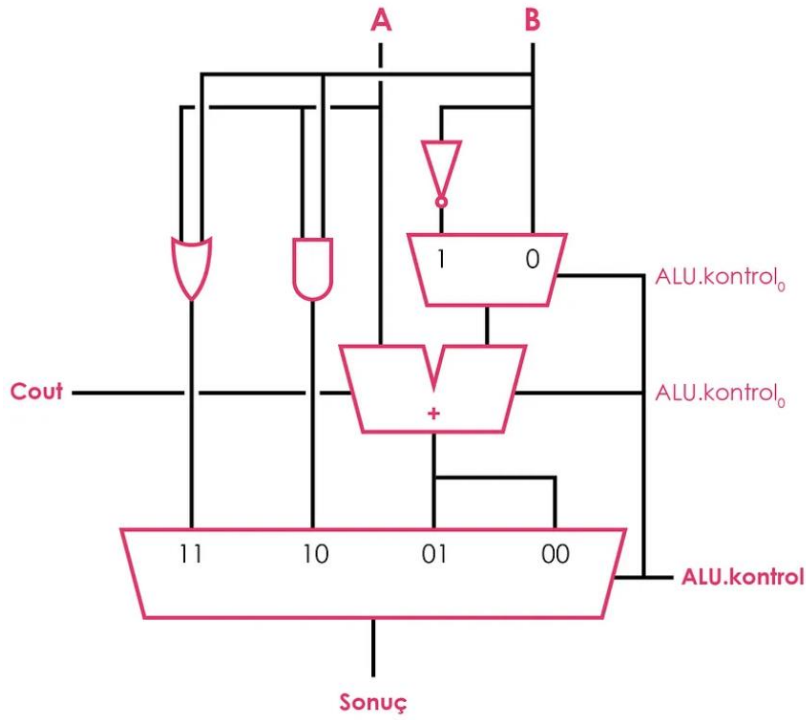 A B
1 0
ALU.kontrol₀
Cout
ALU.kontrol₀
+
11 10 01 00
ALU.kontrol
Sonuç